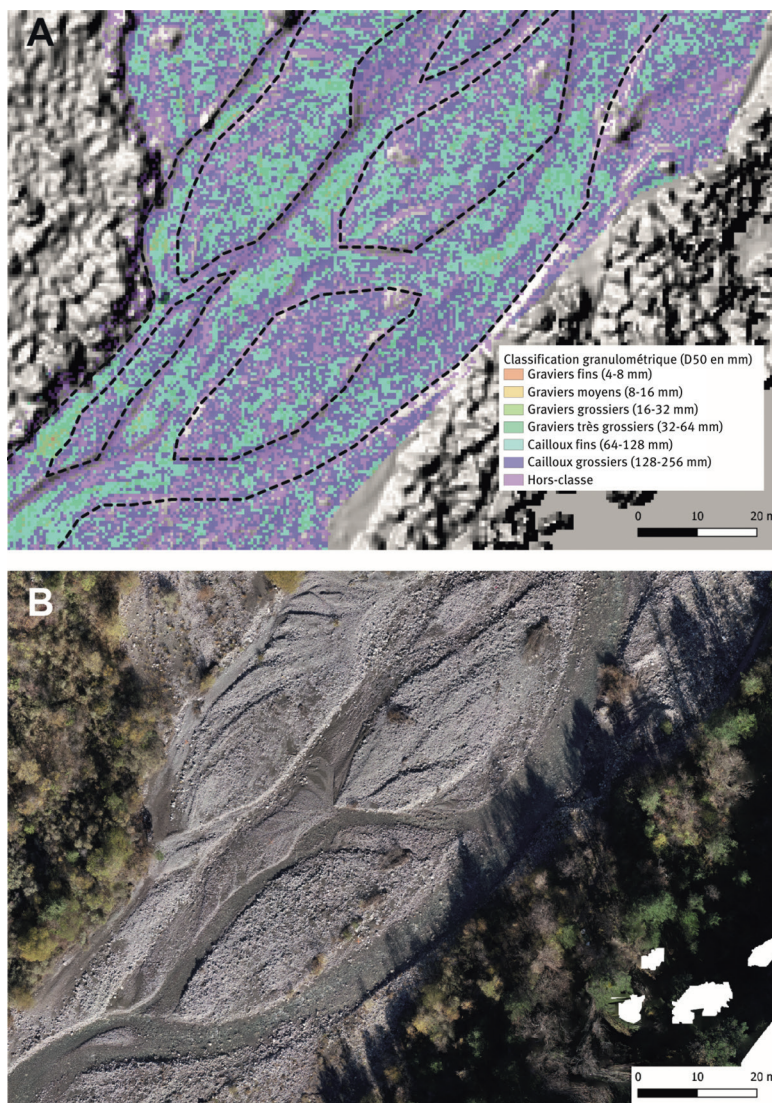 A
Classification granulométrique (D50 en mm)
Graviers fins (4-8 mm)
Graviers moyens (8-16 mm)
Graviers grossiers (16-32 mm)
Graviers très grossiers (32-64 mm)
Cailloux fins (64-128 mm)
Cailloux grossiers (128-256 mm)
Hors-classe
0 10 20 m
B
0 10 20 m